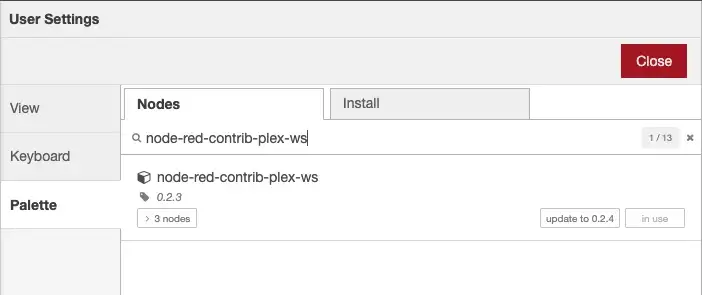 User Settings
Close
View
Keyboard
Palette
Nodes
Install
node-red-contrib-plex-ws
1 / 13
×
node-red-contrib-plex-ws
0.2.3
> 3 nodes
update to 0.2.4
in use